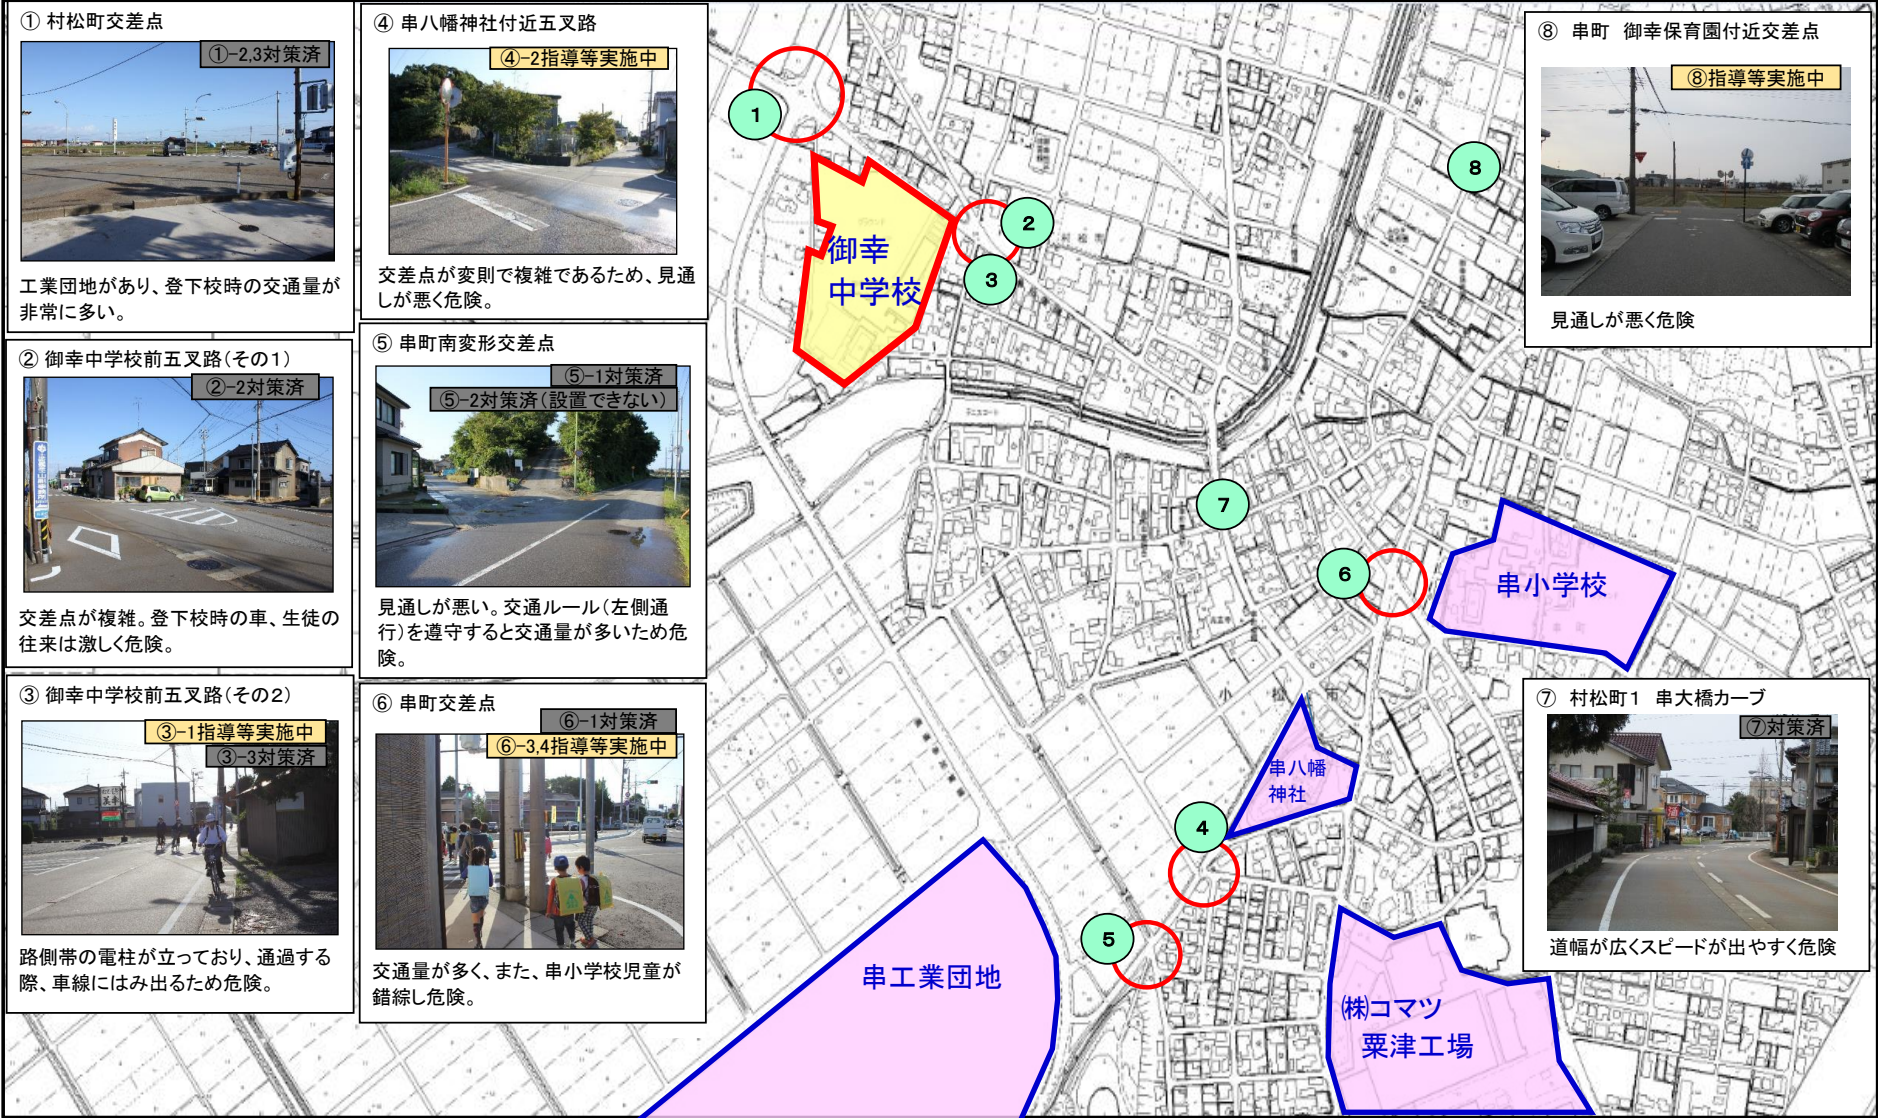 ① 村松町交差点
①-2,3対策済
工業団地があり、登下校時の交通量が
非常に多い。
② 御幸中学校前五叉路(その1)
②-2対策済
交差点が複雑。登下校時の車、生徒の
往来は激しく危険。
③ 御幸中学校前五叉路(その2)
③-1指導等実施中
③-3対策済
路側帯の電柱が立っており、通過する
際、車線にはみ出るため危険。
④ 串八幡神社付近五叉路
④-2指導等実施中
交差点が変則で複雑であるため、見通
しが悪く危険。
⑤ 串町南変形交差点
⑤-1対策済
⑤-2対策済(設置できない)
見通しが悪い。交通ルール(左側通
行)を遵守すると交通量が多いため危
険。
⑥ 串町交差点
⑥-1対策済
⑥-3,4指導等実施中
交通量が多く、また、串小学校児童が
錯綜し危険。
1
御幸
中学校
2
3
テニスコート
7
6
串小学校
小 松 市
串八幡
神社
4
5
串工業団地
㈱コマツ
粟津工場
8
⑧ 串町 御幸保育園付近交差点
⑧指導等実施中
見通しが悪く危険
⑦ 村松町1 串大橋カーブ
⑦対策済
道幅が広くスピードが出やすく危険